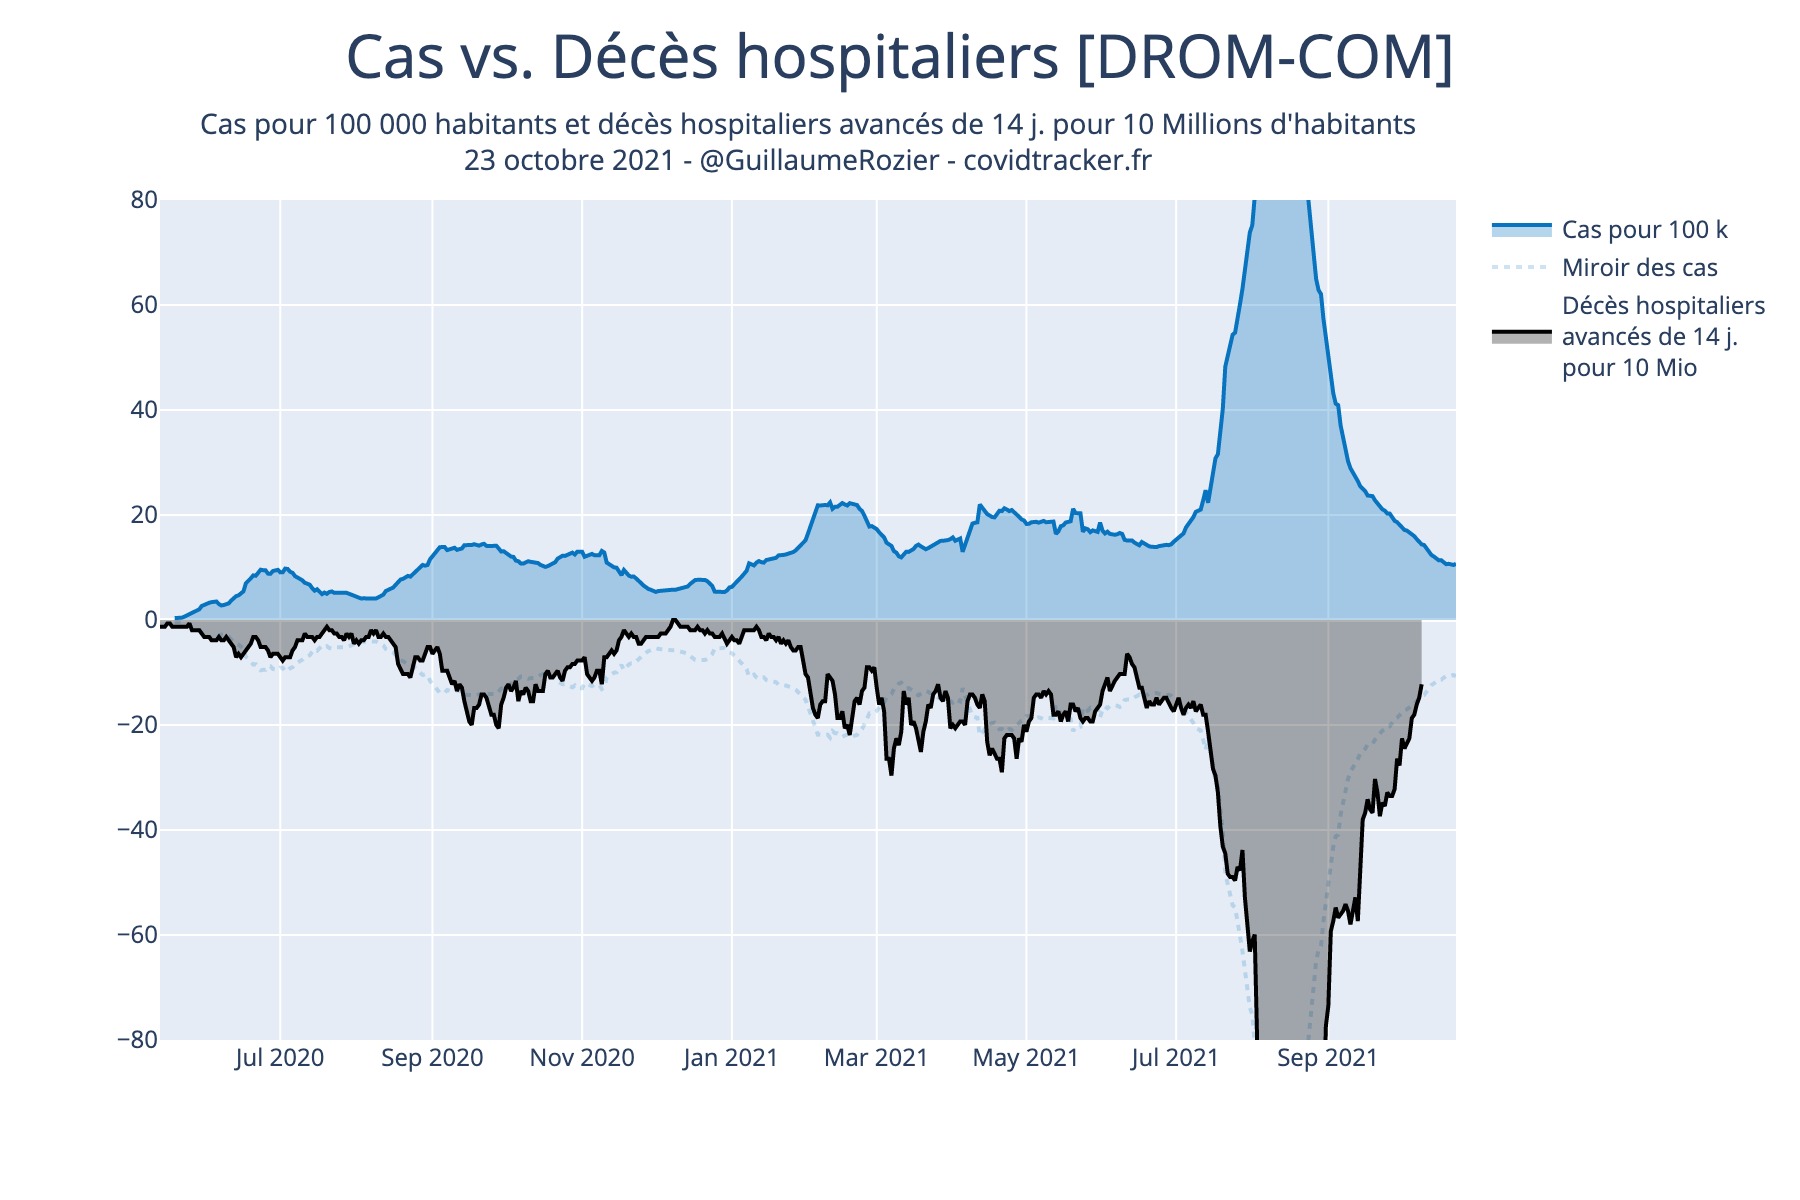 Cas vs. Décès hospitaliers [DROM-COM]
Cas pour 100 000 habitants et décès hospitaliers avancés de 14 j. pour 10 Millions d'habitants
23 octobre 2021 - @GuillaumeRozier - covidtracker.fr
80
60
40
20
0
−20
−40
−60
−80
Jul 2020
Sep 2020
Nov 2020
Jan 2021
Mar 2021
May 2021
Jul 2021
Sep 2021
Cas pour 100 k
Miroir des cas
Décès hospitaliers
avancés de 14 j.
pour 10 Mio